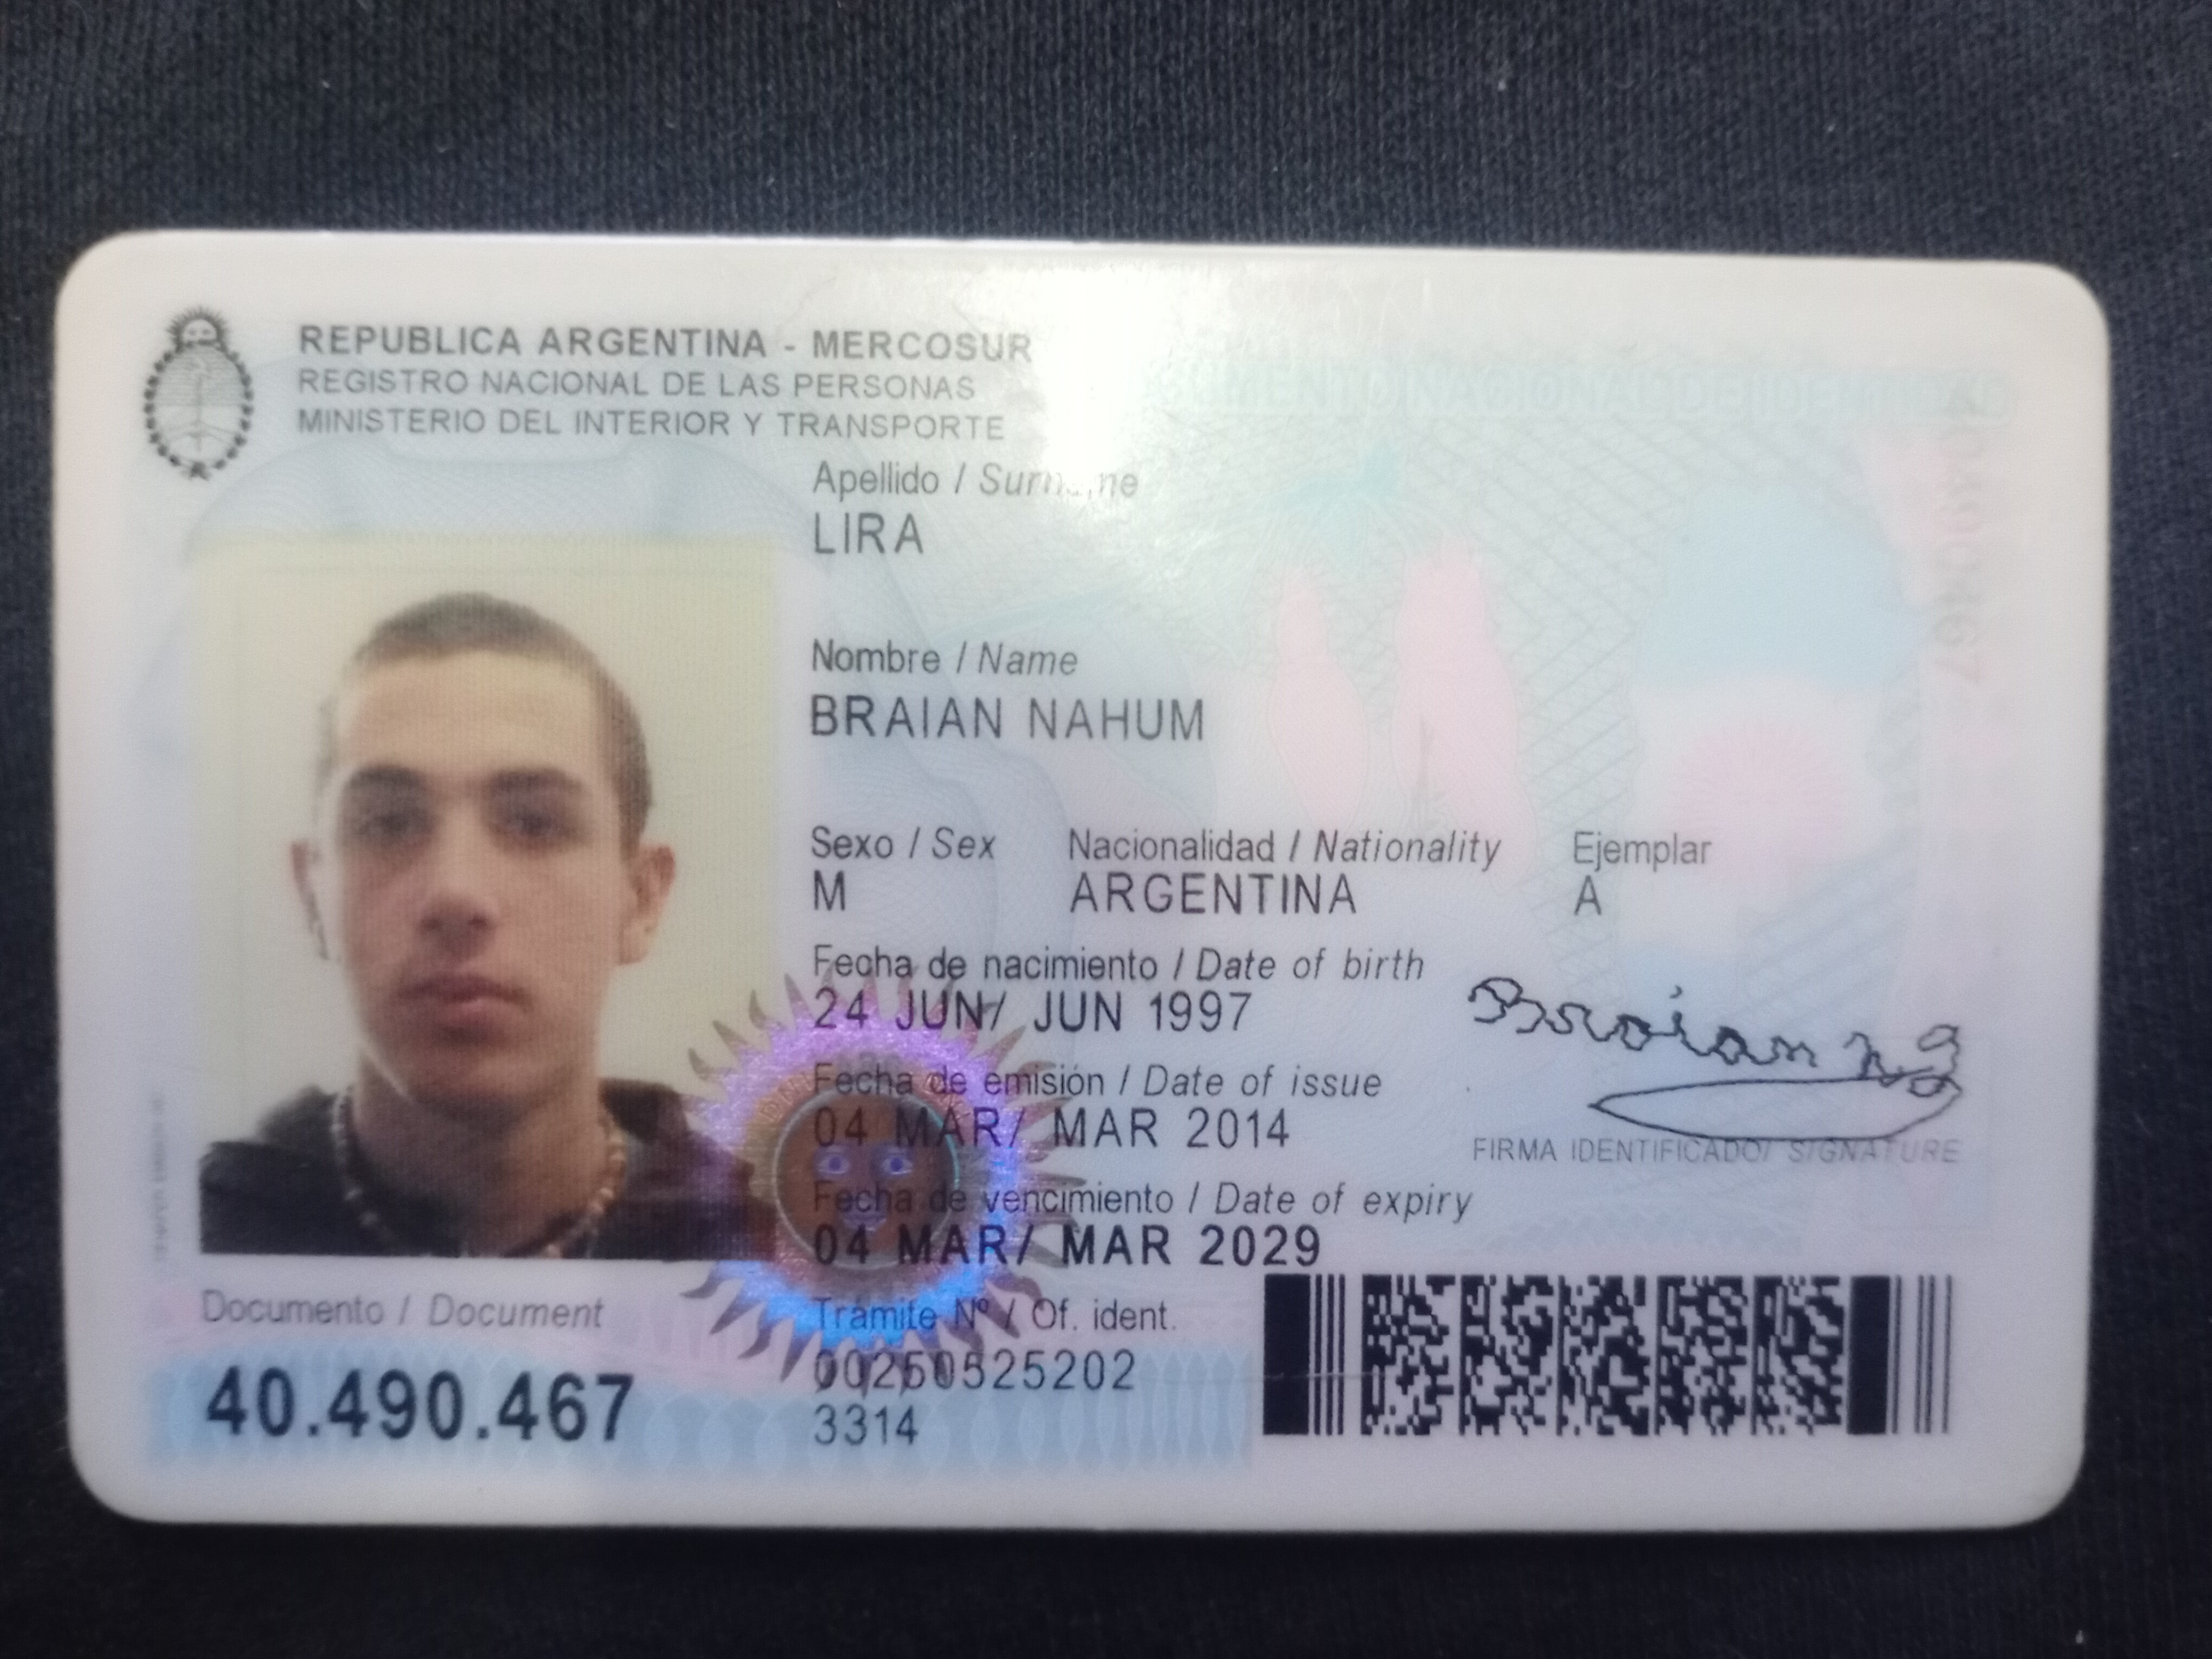 REPUBLICA ARGENTINA - MERCOSUR
REGISTRO NACIONAL DE LAS PERSONAS
MINISTERIO DEL INTERIOR Y TRANSPORTE
Apellido / Surname
LIRA
Nombre / Name
BRAIAN NAHUM
Sexo / Sex Nacionalidad / Nationality Ejemplar
M ARGENTINA A
Fecha de nacimiento / Date of birth
24 JUN/ JUN 1997
Fecha de emisión / Date of issue
04 MAR/ MAR 2014
FIRMA IDENTIFICADO/ SIGNATURE
Fecha de vencimiento / Date of expiry
04 MAR/ MAR 2029
Documento / Document
40.490.467
Trámite Nº / Of. ident.
00250525202
3314